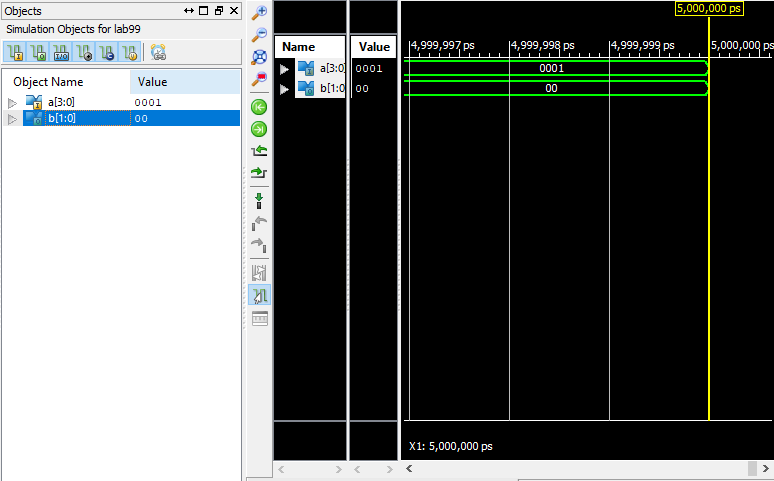 Objects
Simulation Objects for lab99
Object Name Value
a[3:0] 0001
b[1:0] 00
Name Value
a[3:0] 0001
b[1:0] 00
5,000,000 ps
4,999,997 ps 4,999,998 ps 4,999,999 ps 5,000,000 ps
0001
00
X1: 5,000,000 ps